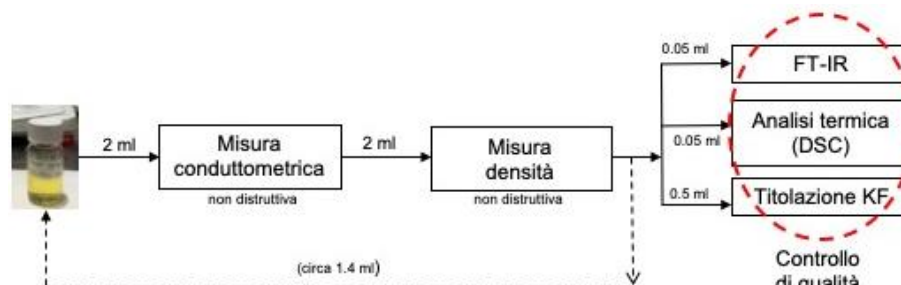 0.05 ml
FT-IR
2 ml
Misura
conduttometrica
non distruttiva
2 ml
Misura
densità
non distruttiva
0.05 ml
Analisi termica
(DSC)
0.5 ml
Titolazione KF
(circa 1.4 ml)
Controllo
di qualità